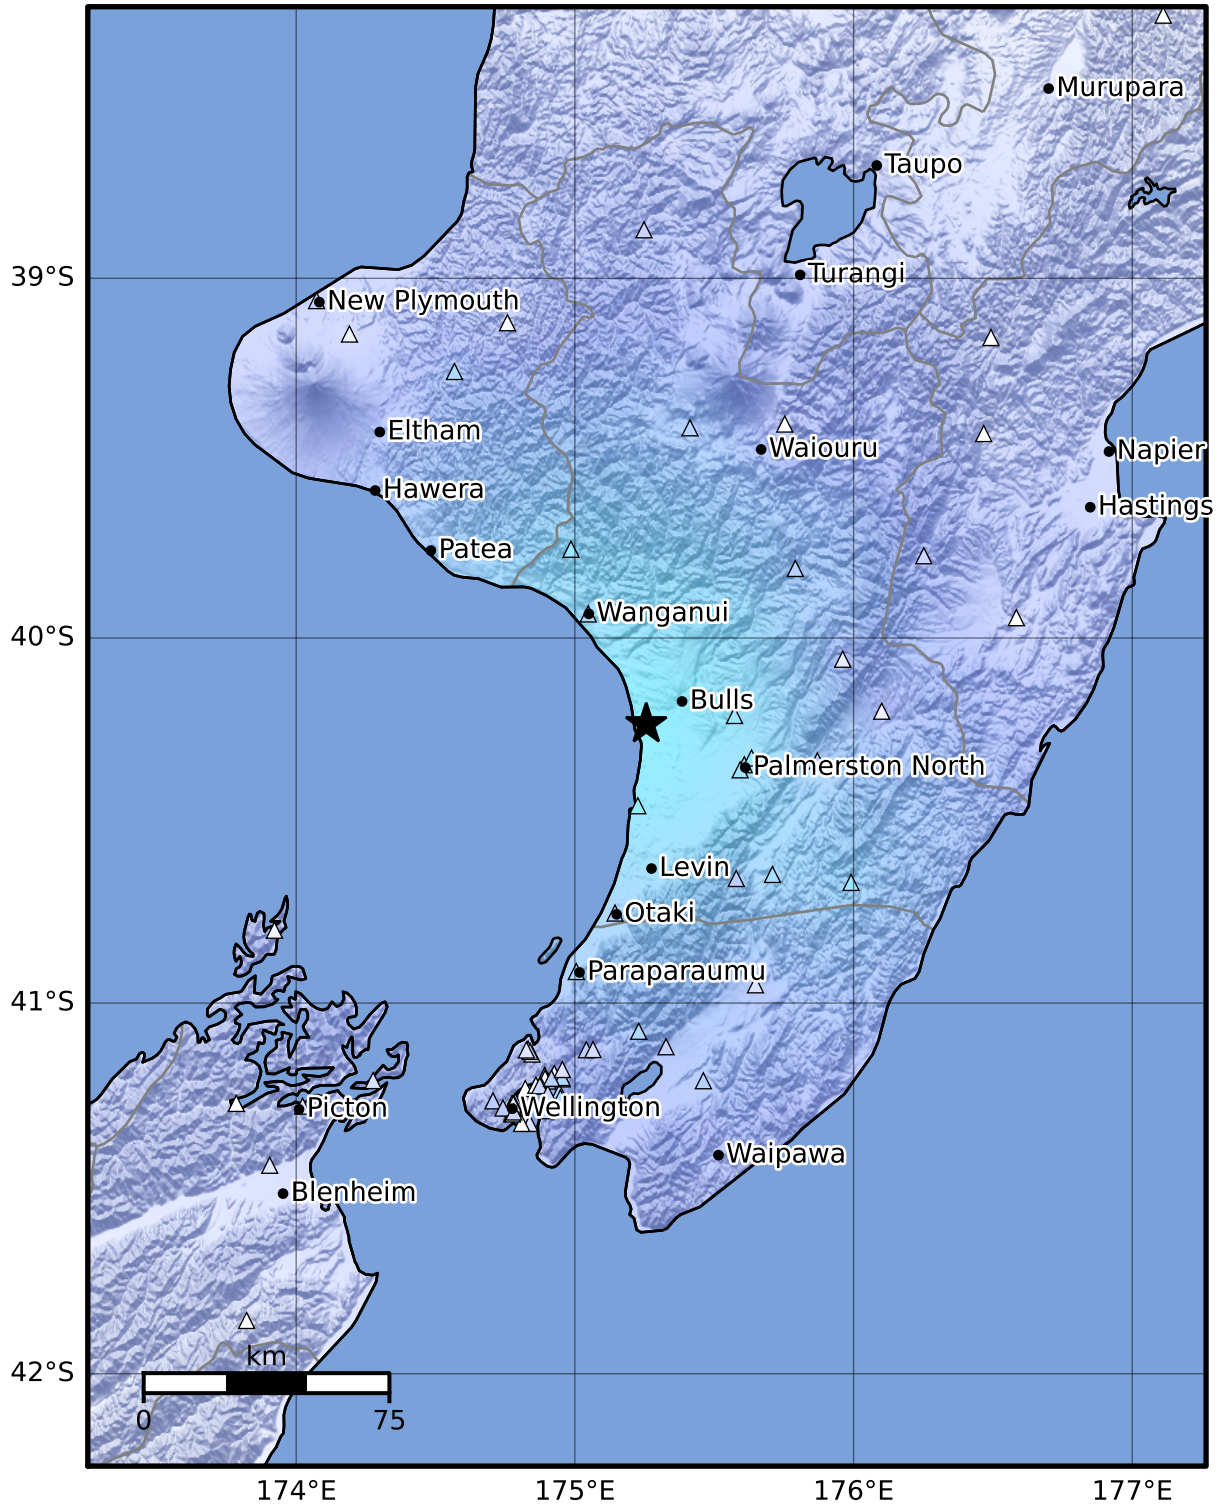 Murupara
Taupo
39°S
Turangi
New Plymouth
Eltham
Waiouru
Napier
Hawera
Hastings
Patea
Wanganui
40°S
Bulls
Palmerston North
Levin
Otaki
Paraparaumu
41°S
Picton
Wellington
Waipawa
Blenheim
km
42°S
0 75
174°E 175°E 176°E 177°E